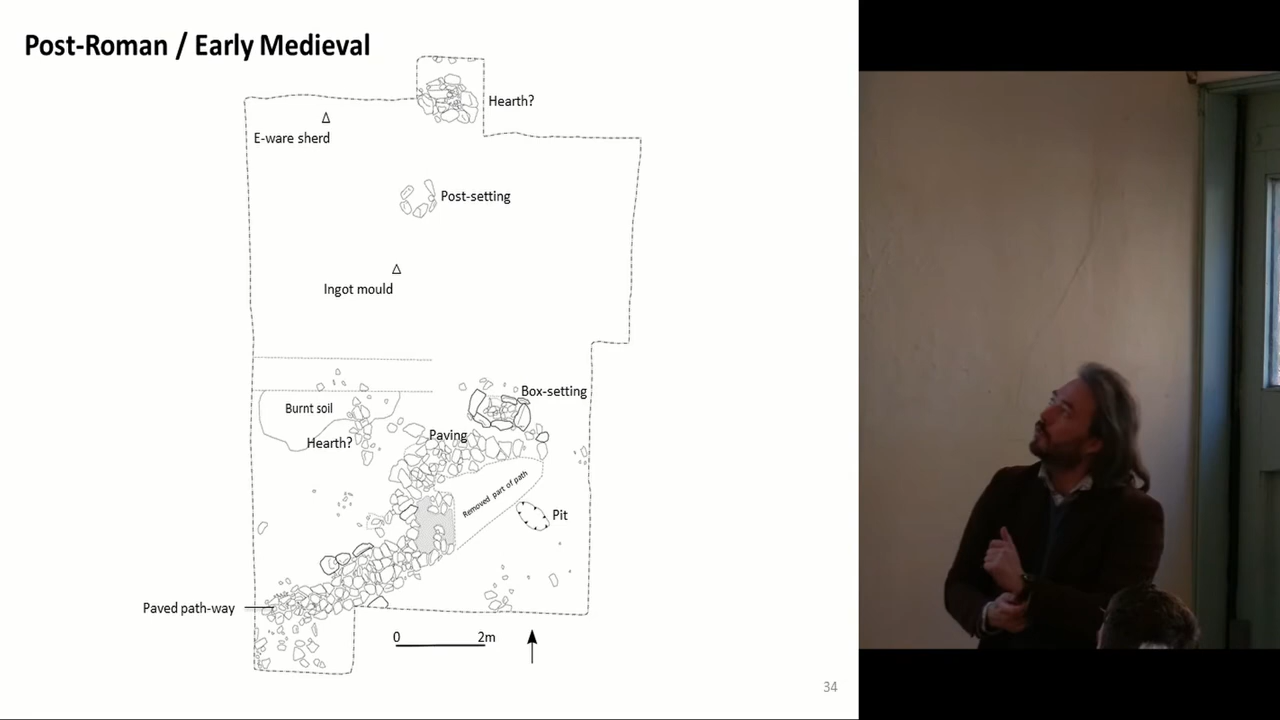 Post-Roman / Early Medieval
Hearth?
E-ware sherd
Post-setting
Ingot mould
Box-setting
Burnt soil
Paving
Hearth?
Removed part of path
Pit
Paved path-way
0 2m
34